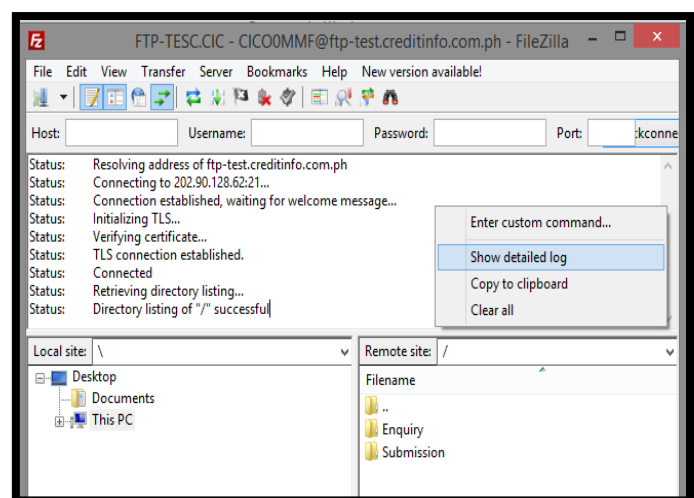 FTP-TESC.CIC - CICO0MMF@ftp-test.creditinfo.com.ph - FileZilla
File Edit View Transfer Server Bookmarks Help New version available!
Host: Username: Password: Port: :kconne
Status: Resolving address of ftp-test.creditinfo.com.ph
Status: Connecting to 202.90.128.62:21...
Status: Connection established, waiting for welcome message...
Status: Initializing TLS...
Status: Verifying certificate...
Status: TLS connection established.
Status: Connected
Status: Retrieving directory listing...
Status: Directory listing of "/" successful
Enter custom command...
Show detailed log
Copy to clipboard
Clear all
Local site: \
Desktop
Documents
This PC
Remote site: /
Filename
..
Enquiry
Submission